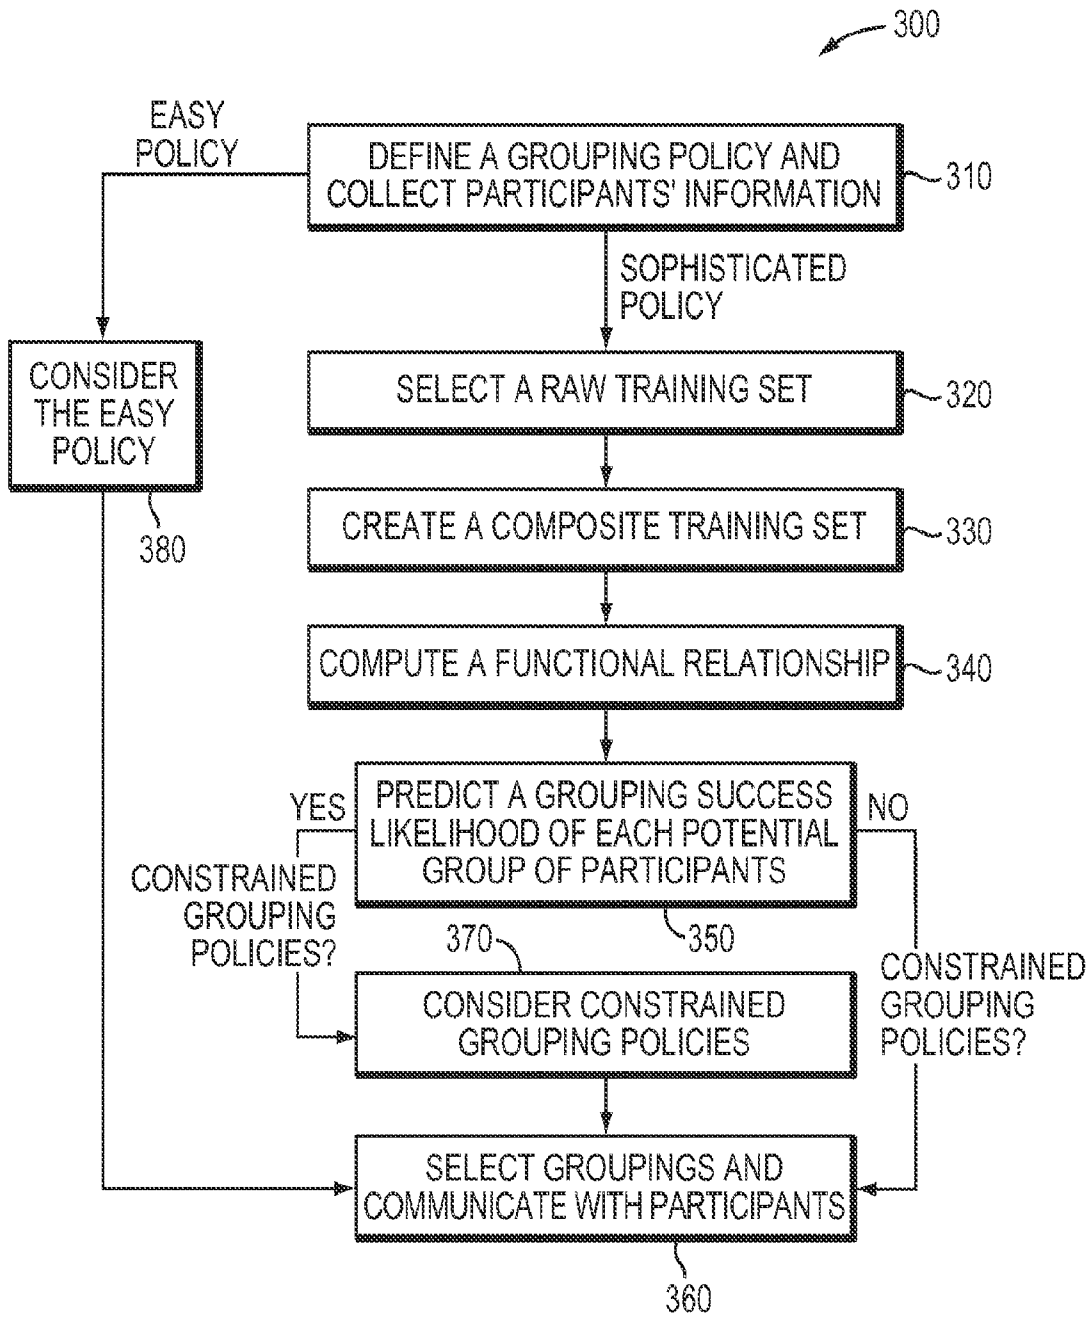 300
EASY
POLICY
DEFINE A GROUPING POLICY AND
COLLECT PARTICIPANTS' INFORMATION
310
SOPHISTICATED
POLICY
CONSIDER
THE EASY
POLICY
380
SELECT A RAW TRAINING SET
320
CREATE A COMPOSITE TRAINING SET
330
COMPUTE A FUNCTIONAL RELATIONSHIP
340
YES
PREDICT A GROUPING SUCCESS
LIKELIHOOD OF EACH POTENTIAL
GROUP OF PARTICIPANTS
NO
350
CONSTRAINED
GROUPING
POLICIES?
370
CONSIDER CONSTRAINED
GROUPING POLICIES
CONSTRAINED
GROUPING
POLICIES?
SELECT GROUPINGS AND
COMMUNICATE WITH PARTICIPANTS
360